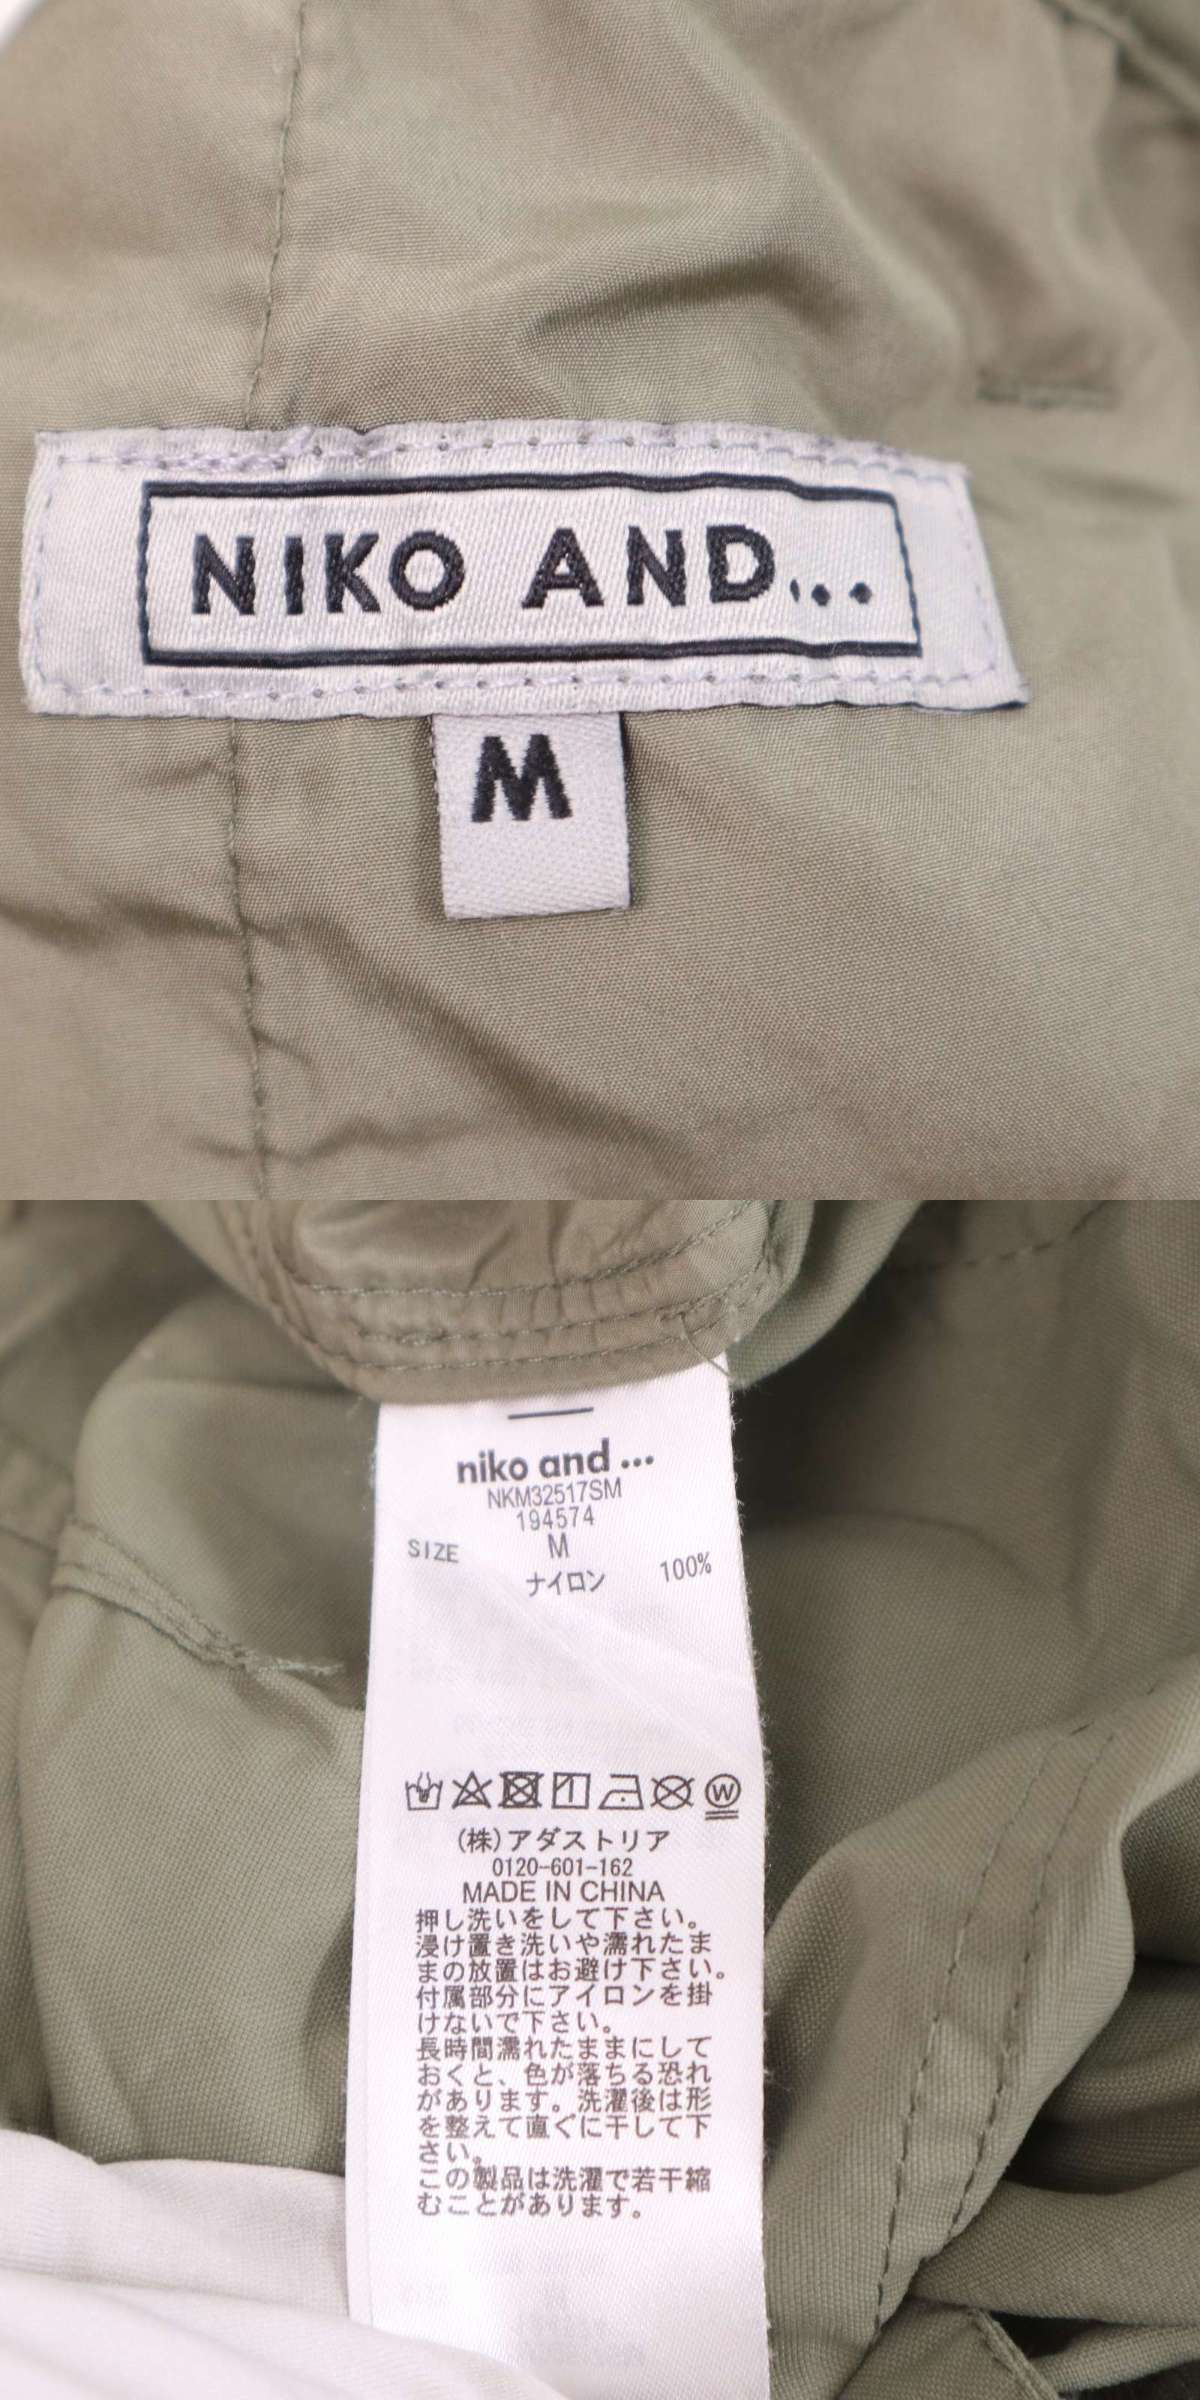 NIKO AND...
M
niko and ...
NKM32517SM
194574
SIZE M
ナイロン 100%
W
(株)アダストリア
0120-601-162
MADE IN CHINA
押し洗いをして下さい。
浸け置き洗いや濡れたま
まの放置はお避け下さい。
付属部分にアイロンを掛
けないで下さい。
長時間濡れたままにして
おくと、色が落ちる恐れ
があります。洗濯後は形
を整えて直ぐに干して下
さい。
この製品は洗濯で若干縮
むことがあります。